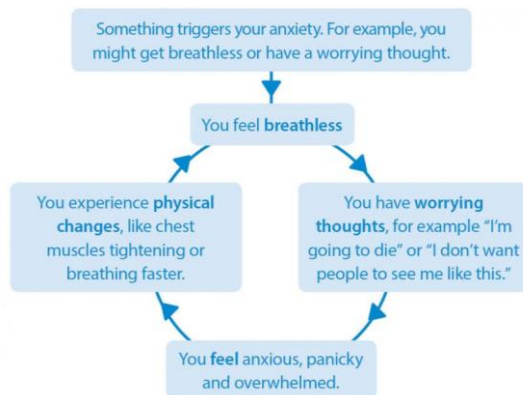 Something triggers your anxiety. For example, you
might get breathless or have a worrying thought.
You feel breathless
You have worrying
thoughts, for example “I’m
going to die” or “I don’t want
people to see me like this.”
You feel anxious, panicky
and overwhelmed.
You experience physical
changes, like chest
muscles tightening or
breathing faster.